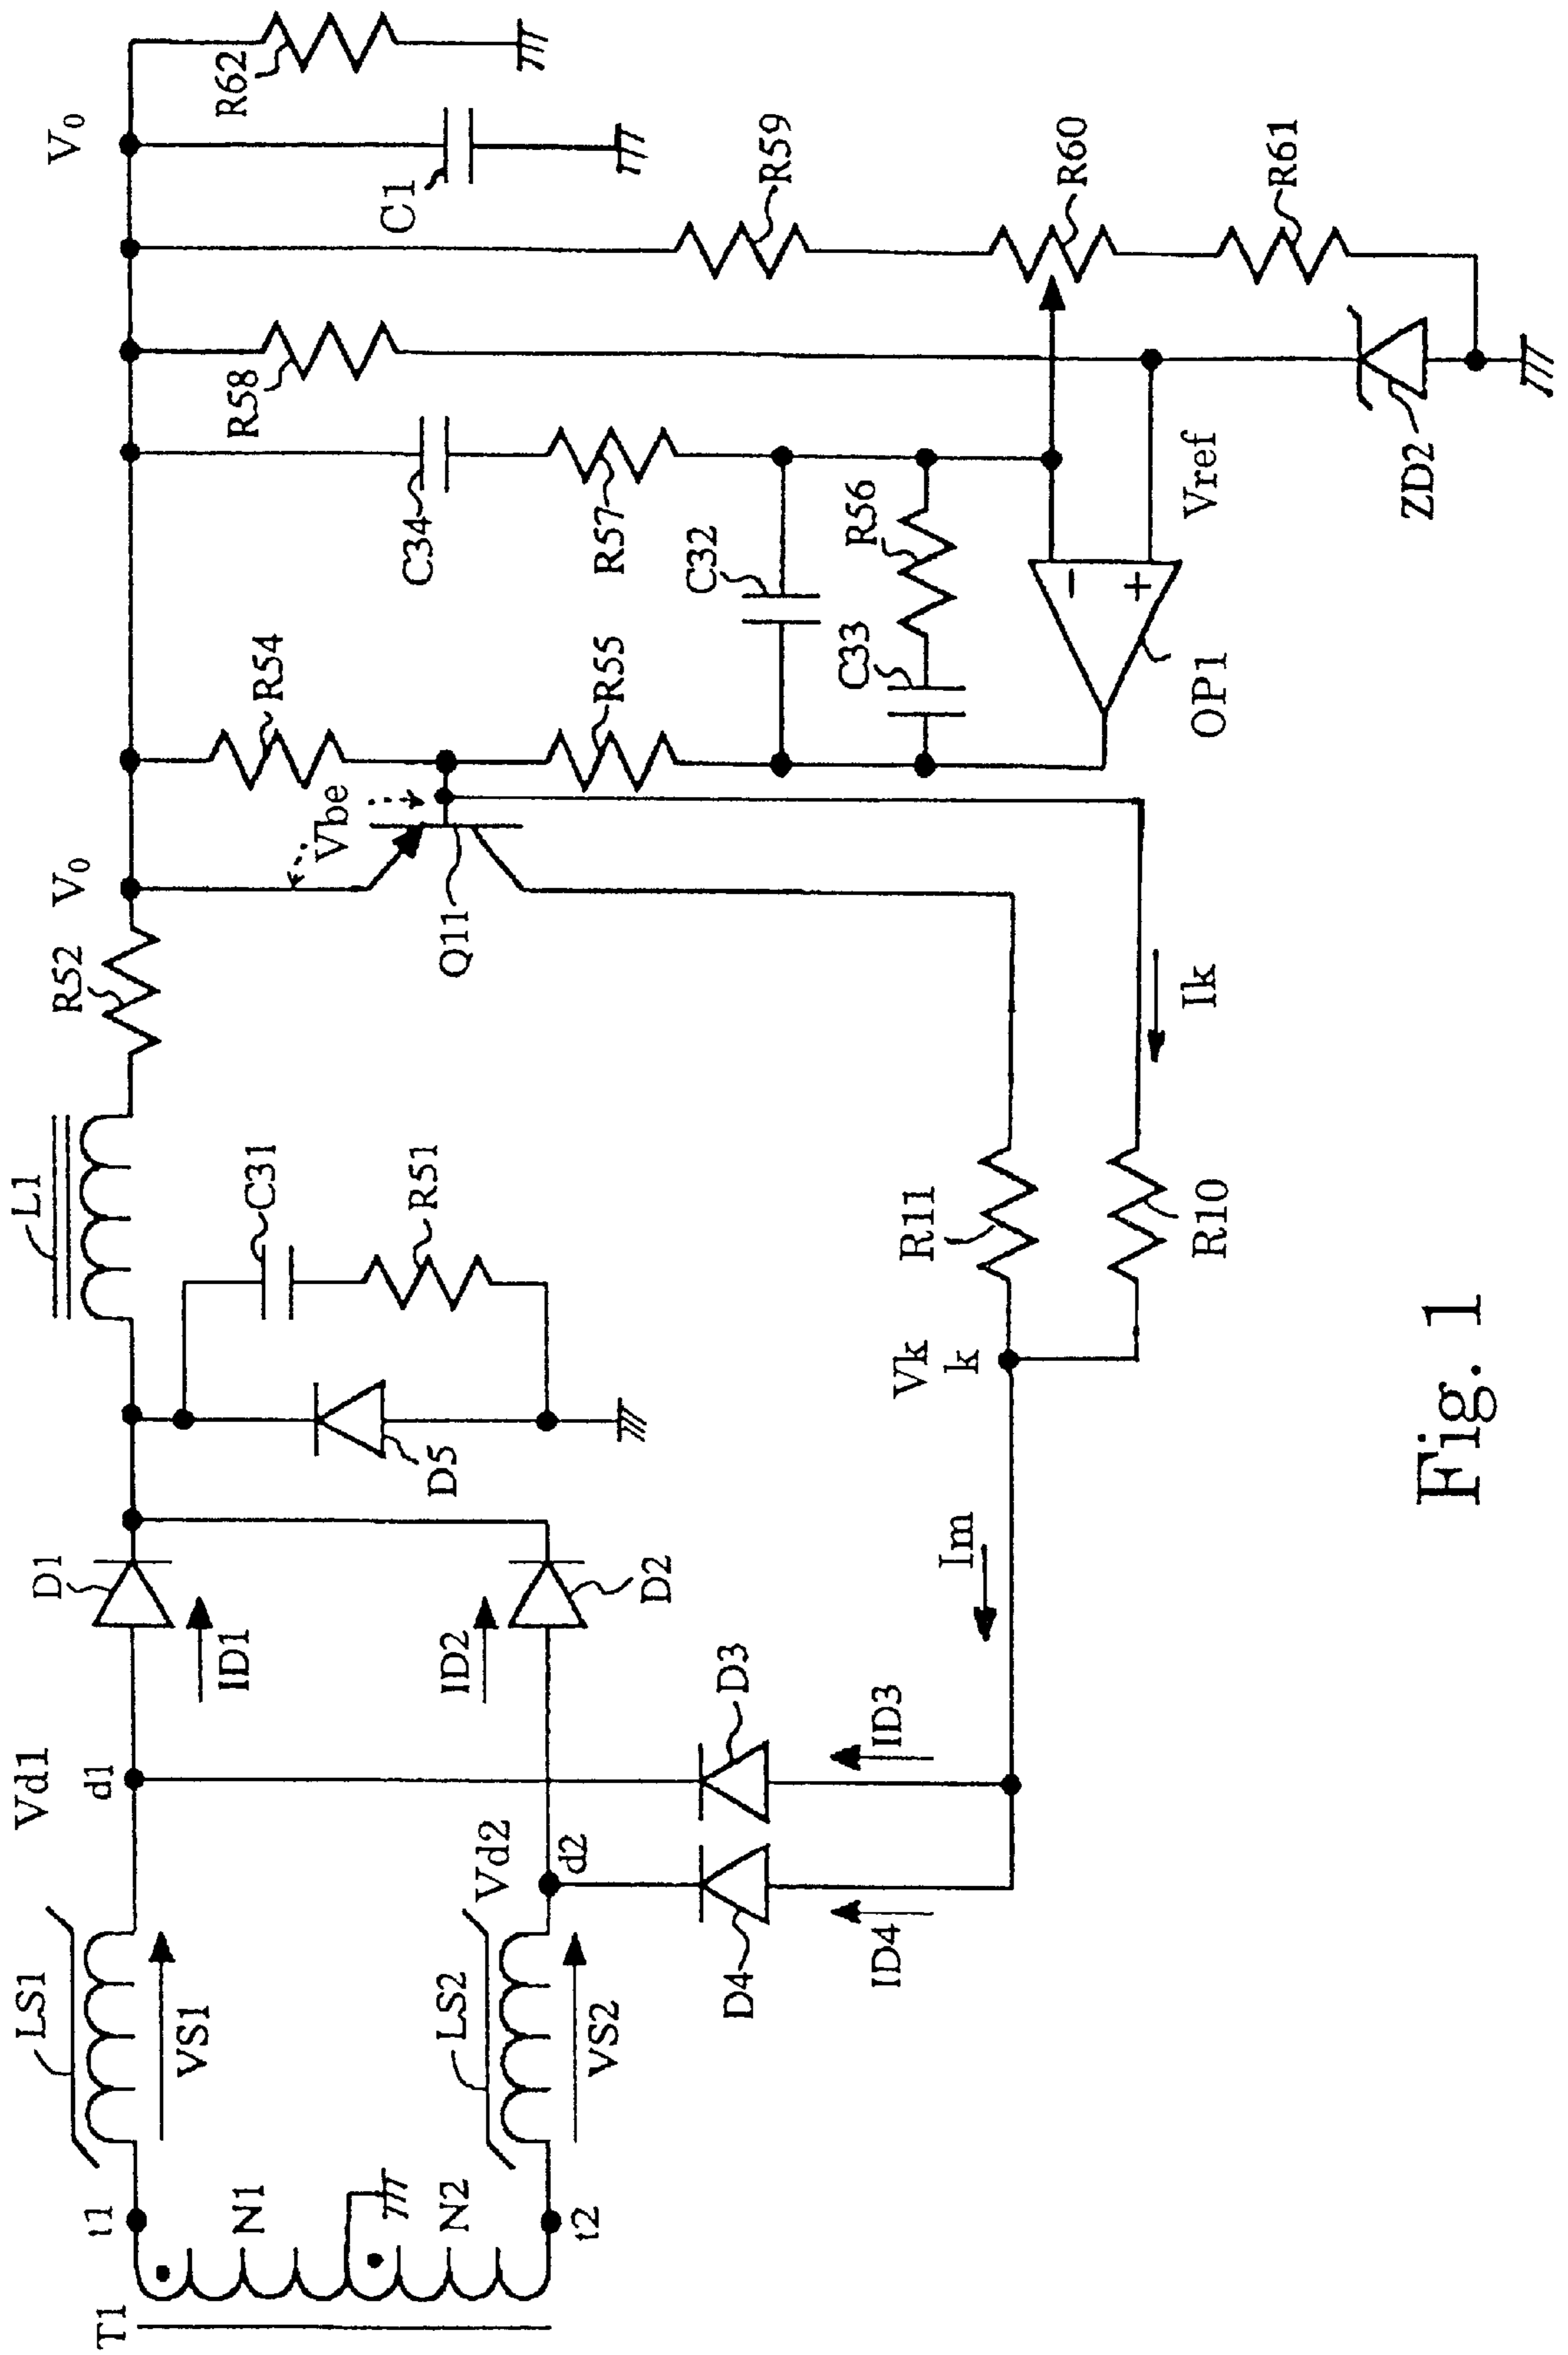 T1
t1
N1
N2
t2
LS1
VS1
LS2
VS2
Vd1
d1
Vd2
d2
D1
ID1
ID2
D2
D3
D4
ID3
ID4
Im
L1
C31
R51
D5
R52
V0
Vbe
Q11
Vk
k
R11
R10
Ik
R54
R55
C34
R57
C32
C33
R56
−
+
OP1
Vref
R58
ZD2
V0
C1
R62
R59
R60
R61
Fig. 1